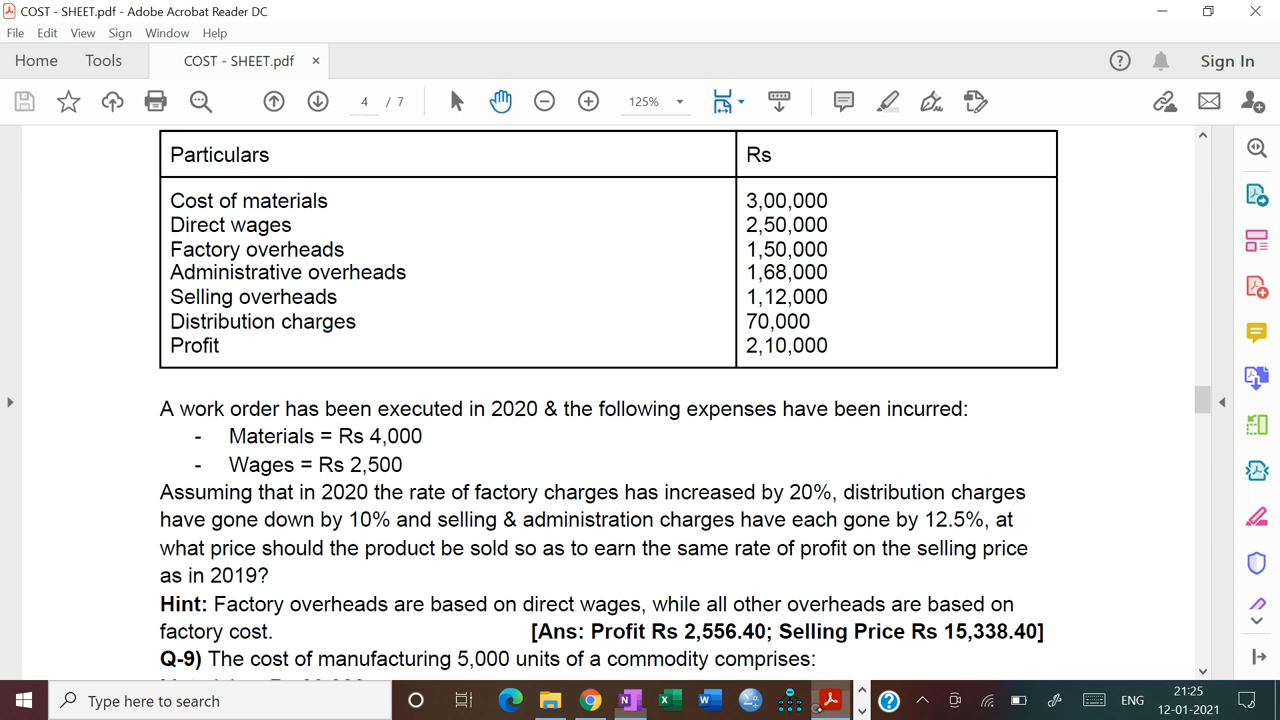 COST - SHEET.pdf - Adobe Acrobat Reader DC
File Edit View Sign Window Help
Home Tools COST - SHEET.pdf × Sign In
4 / 7 125%
Particulars Rs
Cost of materials 3,00,000
Direct wages 2,50,000
Factory overheads 1,50,000
Administrative overheads 1,68,000
Selling overheads 1,12,000
Distribution charges 70,000
Profit 2,10,000
A work order has been executed in 2020 & the following expenses have been incurred:
- Materials = Rs 4,000
- Wages = Rs 2,500
Assuming that in 2020 the rate of factory charges has increased by 20%, distribution charges
have gone down by 10% and selling & administration charges have each gone by 12.5%, at
what price should the product be sold so as to earn the same rate of profit on the selling price
as in 2019?
Hint: Factory overheads are based on direct wages, while all other overheads are based on
factory cost. [Ans: Profit Rs 2,556.40; Selling Price Rs 15,338.40]
Q-9) The cost of manufacturing 5,000 units of a commodity comprises:
Type here to search
ENG
21:25
12-01-2021